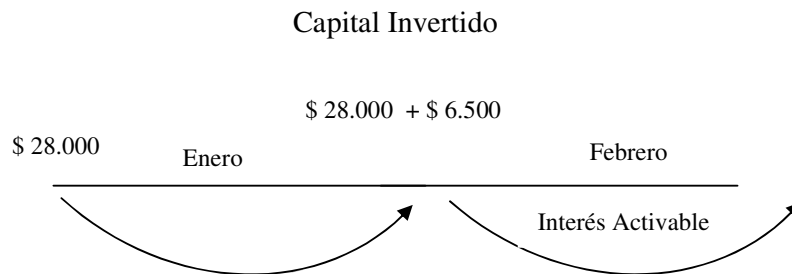 Capital Invertido
$ 28.000 + $ 6.500
$ 28.000
Enero
Febrero
Interés Activable